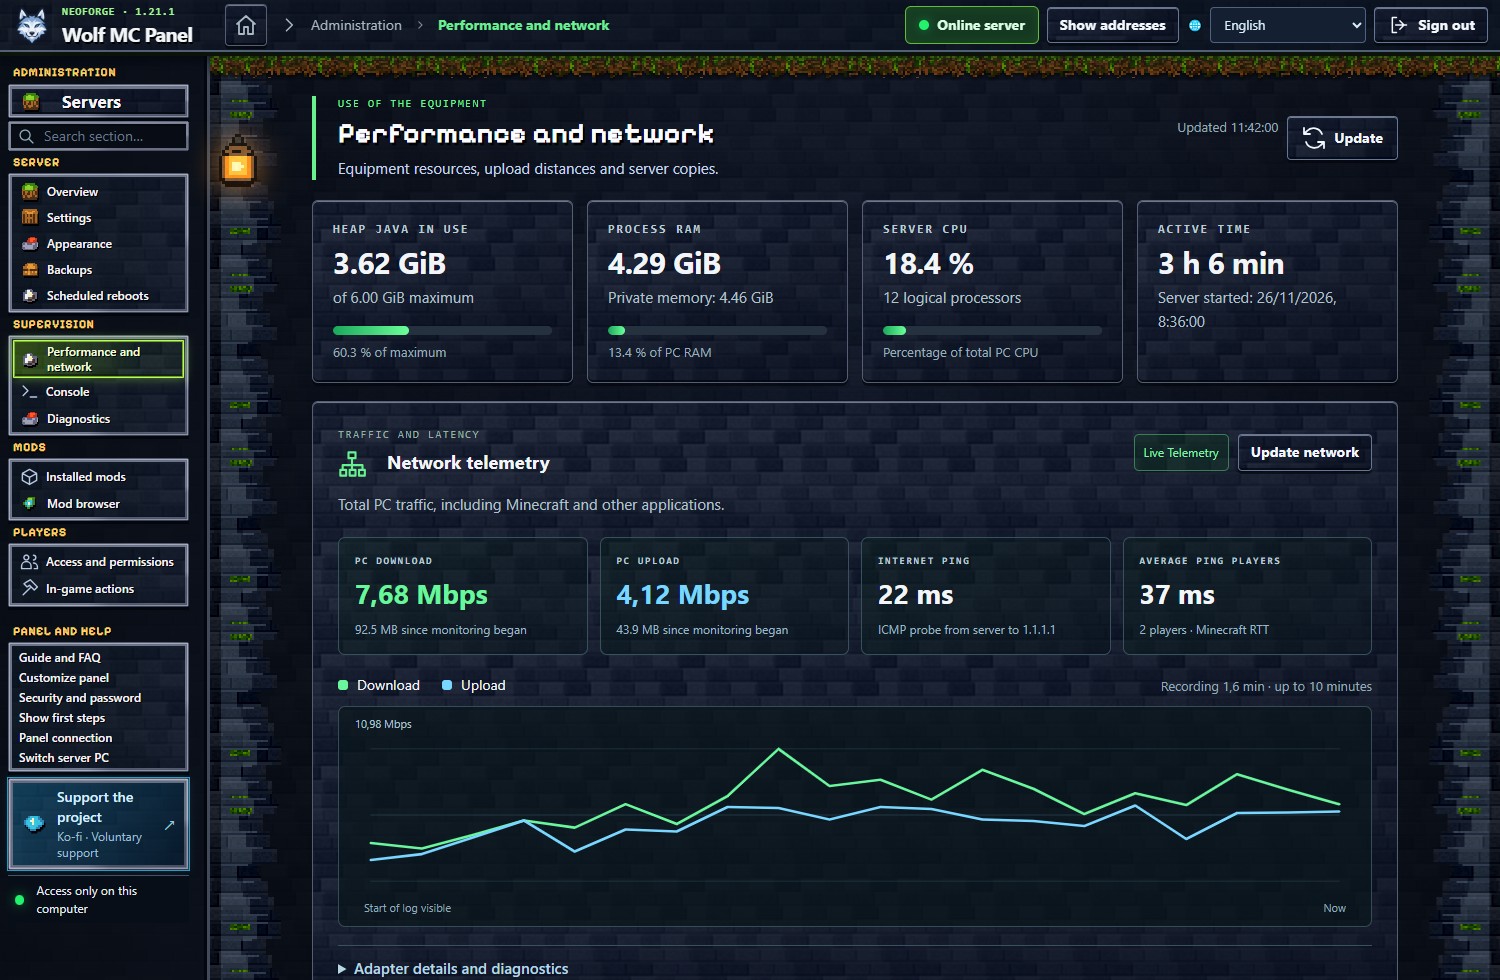 NEOFORGE · 1.21.1
Wolf MC Panel
Administration
Performance and network
Online server
Show addresses
English
Sign out
ADMINISTRATION
Servers
Search section...
SERVER
Overview
Settings
Appearance
Backups
Scheduled reboots
SUPERVISION
Performance and
network
Console
Diagnostics
MODS
Installed mods
Mod browser
PLAYERS
Access and permissions
In-game actions
PANEL AND HELP
Guide and FAQ
Customize panel
Security and password
Show first steps
Panel connection
Switch server PC
Support the
project
Ko-fi · Voluntary
support
Access only on this
computer
USE OF THE EQUIPMENT
Performance and network
Equipment resources, upload distances and server copies.
Updated 11:42:00
Update
HEAP JAVA IN USE
3.62 GiB
of 6.00 GiB maximum
60.3 % of maximum
PROCESS RAM
4.29 GiB
Private memory: 4.46 GiB
13.4 % of PC RAM
SERVER CPU
18.4 %
12 logical processors
Percentage of total PC CPU
ACTIVE TIME
3 h 6 min
Server started: 26/11/2026,
8:36:00
TRAFFIC AND LATENCY
Network telemetry
Live Telemetry
Update network
Total PC traffic, including Minecraft and other applications.
PC DOWNLOAD
7,68 Mbps
92.5 MB since monitoring began
PC UPLOAD
4,12 Mbps
43.9 MB since monitoring began
INTERNET PING
22 ms
ICMP probe from server to 1.1.1.1
AVERAGE PING PLAYERS
37 ms
2 players · Minecraft RTT
Download
Upload
Recording 1,6 min · up to 10 minutes
10,98 Mbps
Start of log visible
Now
Adapter details and diagnostics